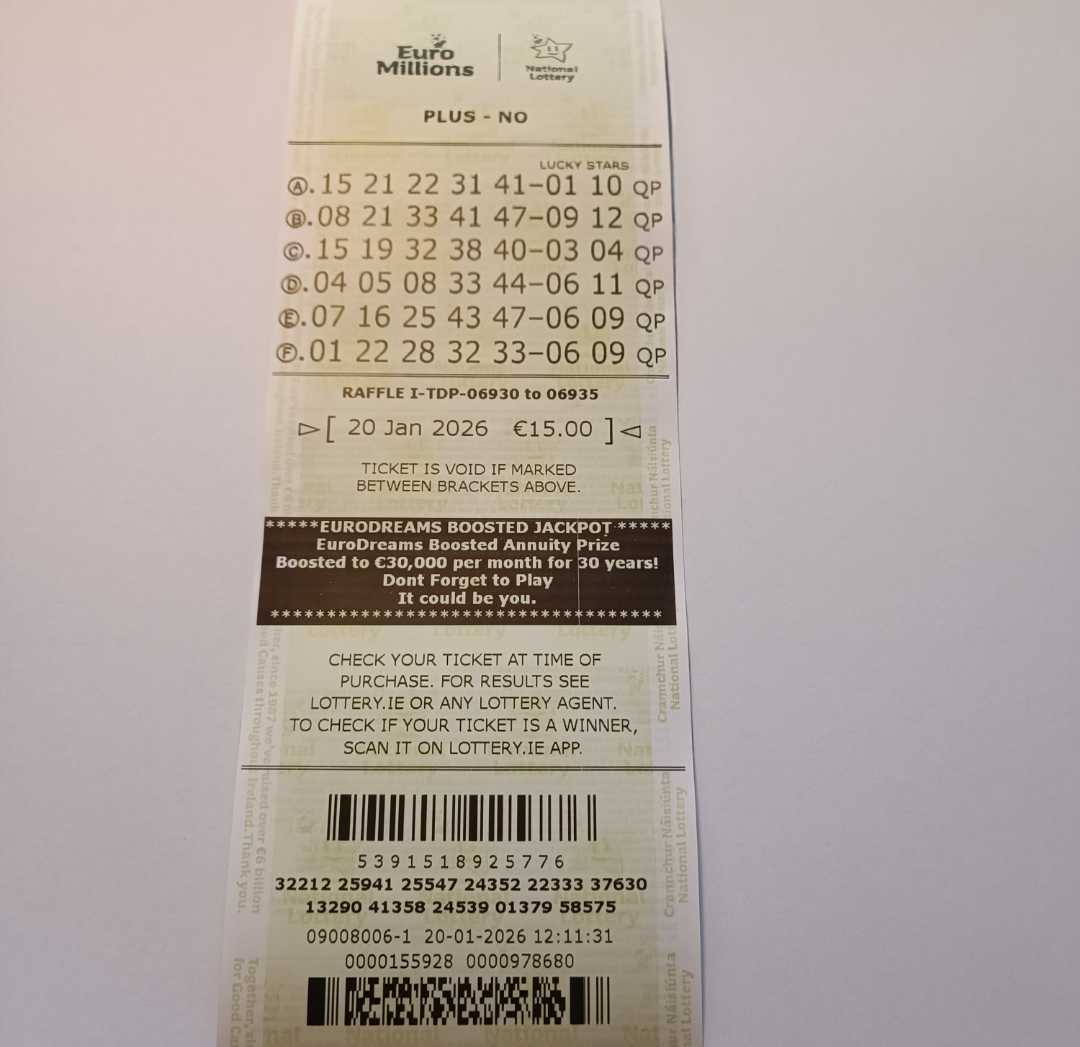 Euro Millions
National Lottery
PLUS - NO
LUCKY STARS
Ⓐ.15 21 22 31 41-01 10 QP
Ⓑ.08 21 33 41 47-09 12 QP
Ⓒ.15 19 32 38 40-03 04 QP
Ⓓ.04 05 08 33 44-06 11 QP
Ⓔ.07 16 25 43 47-06 09 QP
Ⓕ.01 22 28 32 33-06 09 QP
RAFFLE I-TDP-06930 to 06935
▷[ 20 Jan 2026 €15.00 ]◁
TICKET IS VOID IF MARKED
BETWEEN BRACKETS ABOVE.
*****EURODREAMS BOOSTED JACKPOT*****
EuroDreams Boosted Annuity Prize
Boosted to €30,000 per month for 30 years!
Dont Forget to Play
It could be you.
***********************************
CHECK YOUR TICKET AT TIME OF
PURCHASE. FOR RESULTS SEE
LOTTERY.IE OR ANY LOTTERY AGENT.
TO CHECK IF YOUR TICKET IS A WINNER,
SCAN IT ON LOTTERY.IE APP.
5391518925776
32212 25941 25547 24352 22333 37630
13290 41358 24539 01379 58575
09008006-1 20-01-2026 12:11:31
0000155928 0000978680
Crannchur Náisiúnta
National Lottery